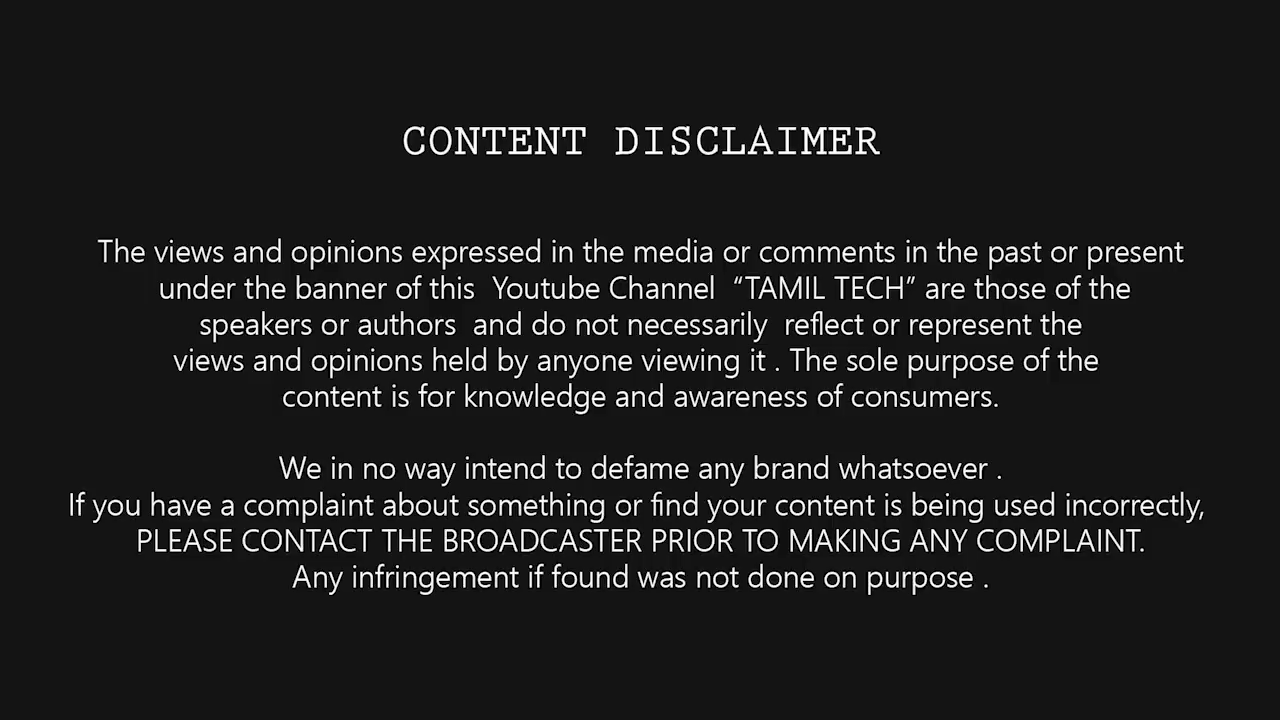 CONTENT DISCLAIMER
The views and opinions expressed in the media or comments in the past or present
under the banner of this  Youtube Channel  “TAMIL TECH” are those of the
speakers or authors  and do not necessarily  reflect or represent the
views and opinions held by anyone viewing it . The sole purpose of the
content is for knowledge and awareness of consumers.
We in no way intend to defame any brand whatsoever .
If you have a complaint about something or find your content is being used incorrectly,
PLEASE CONTACT THE BROADCASTER PRIOR TO MAKING ANY COMPLAINT.
Any infringement if found was not done on purpose .